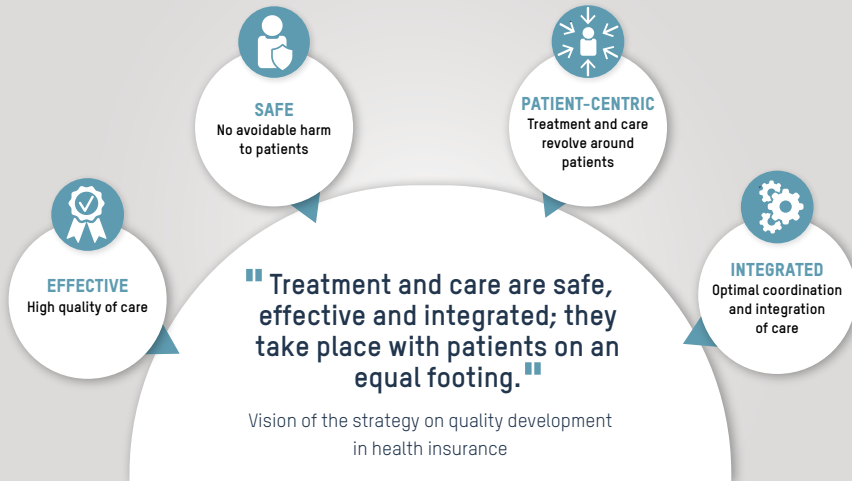 SAFE
No avoidable harm
to patients
PATIENT-CENTRIC
Treatment and care
revolve around
patients
EFFECTIVE
High quality of care
INTEGRATED
Optimal coordination
and integration
of care
"Treatment and care are safe,
effective and integrated; they
take place with patients on an
equal footing."
Vision of the strategy on quality development
in health insurance